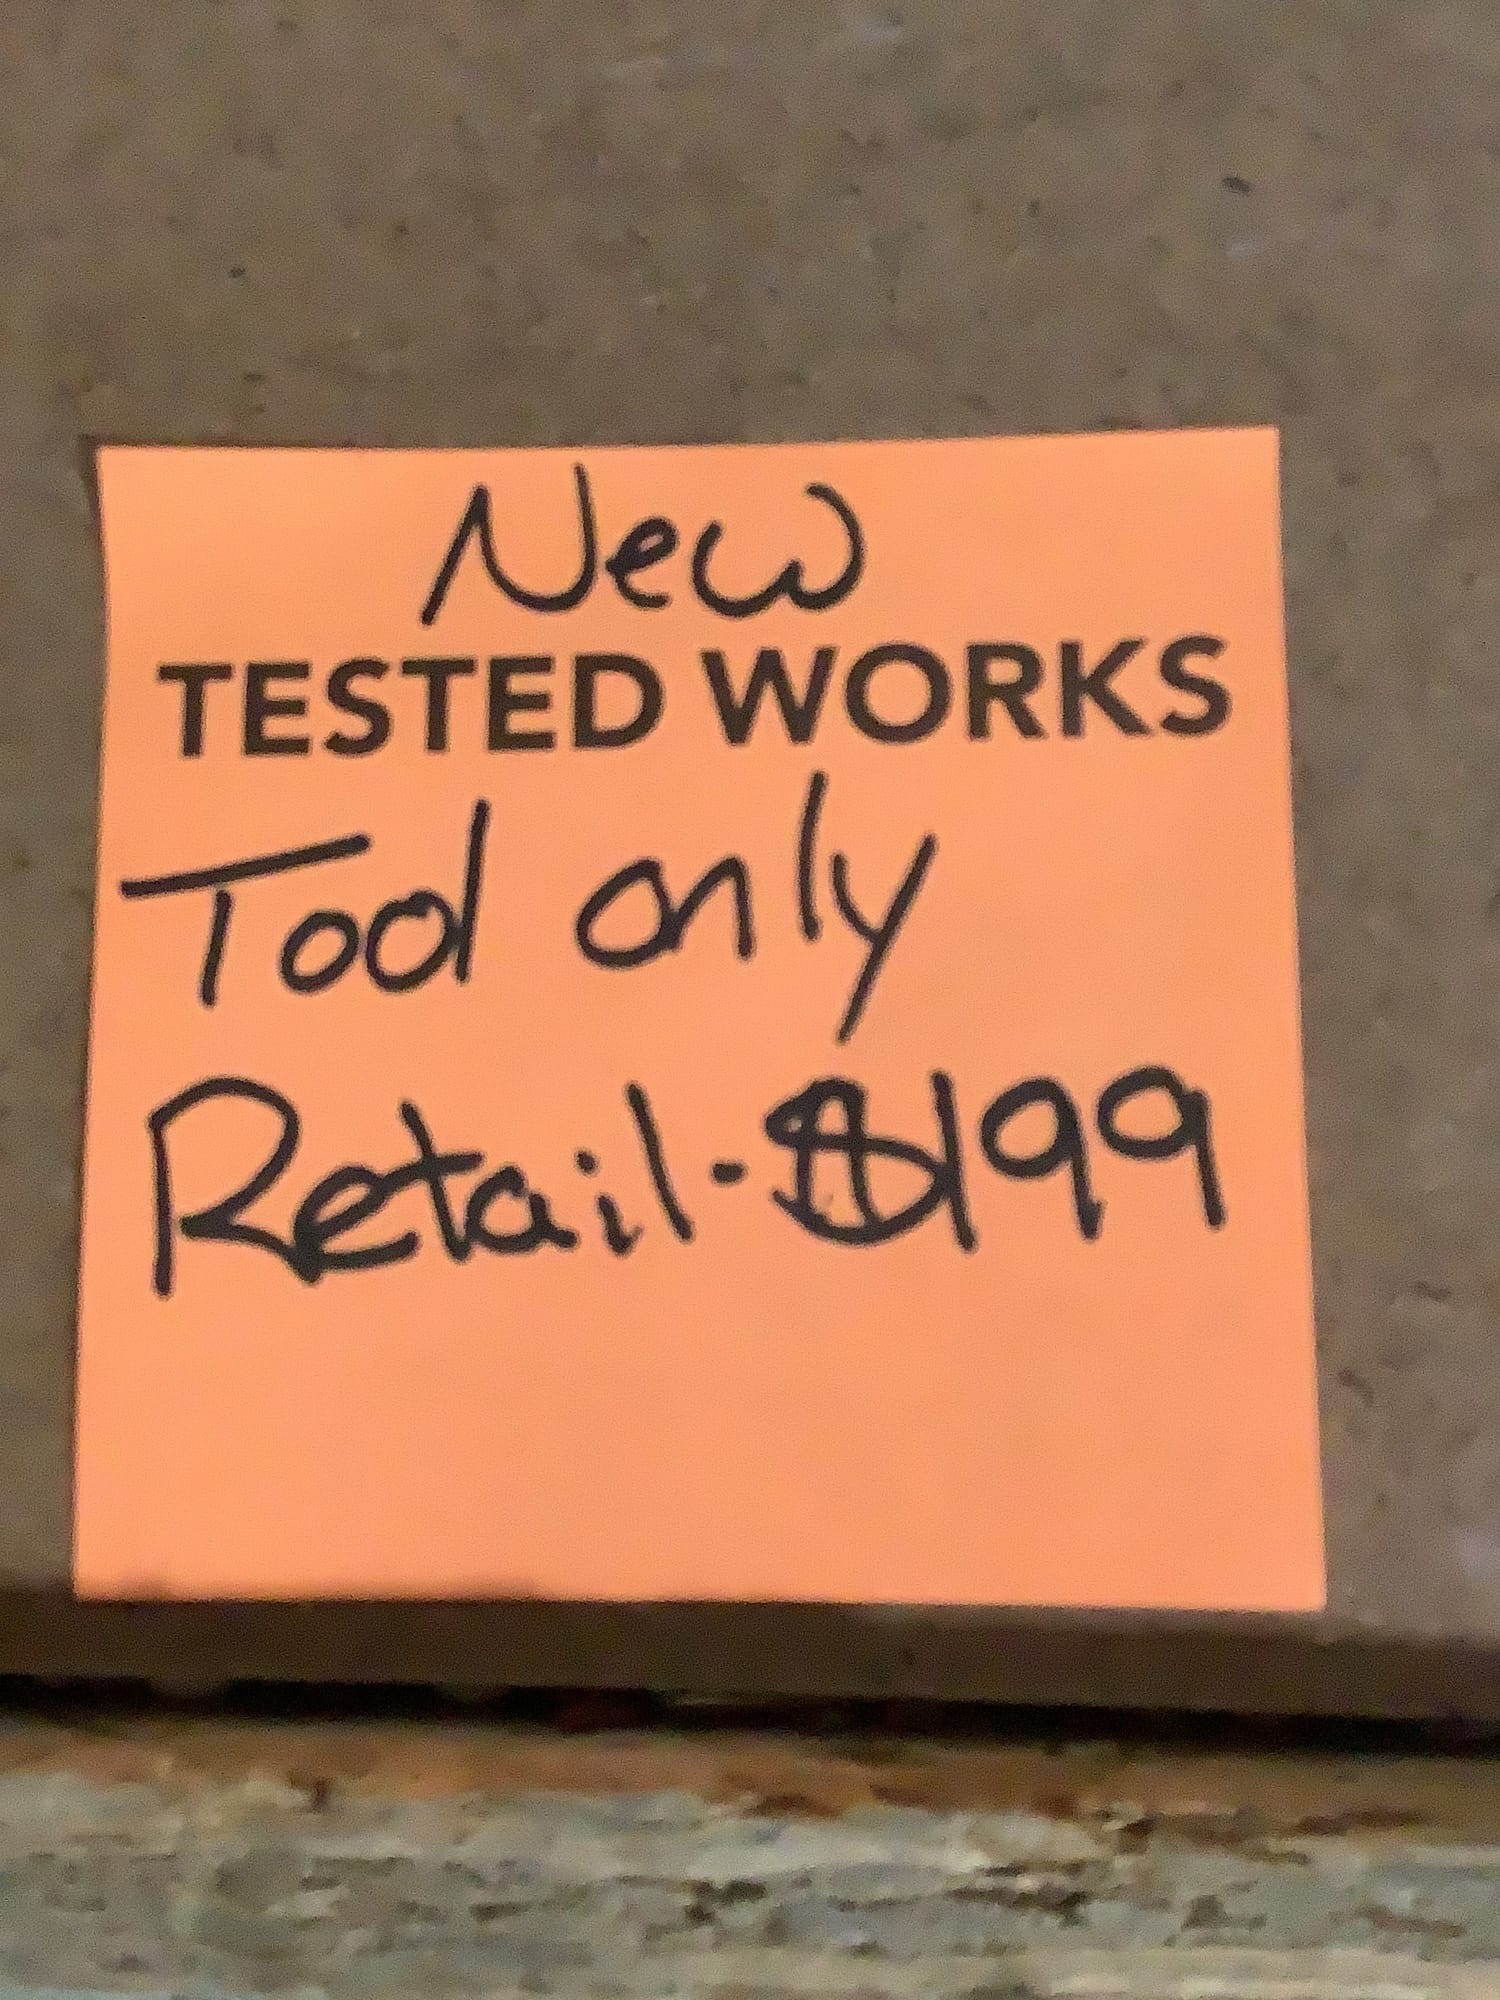 New
TESTED WORKS
Tool only
Retail-$199